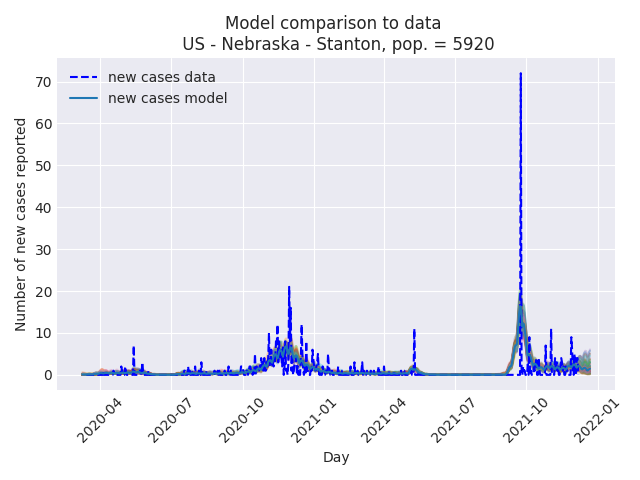 Model comparison to data
US - Nebraska - Stanton, pop. = 5920
new cases data
new cases model
Number of new cases reported
70
60
50
40
30
20
10
0
2020-04
2020-07
2020-10
2021-01
2021-04
2021-07
2021-10
2022-01
Day